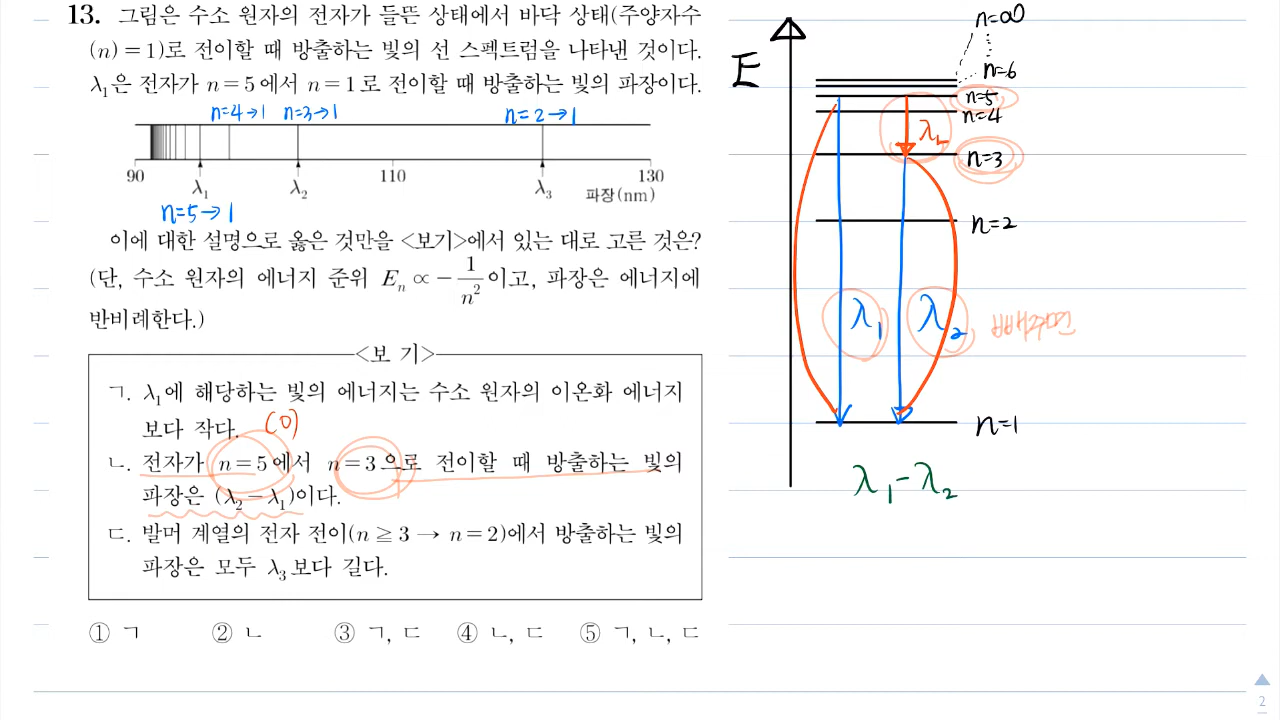 13. 그림은 수소 원자의 전자가 들뜬 상태에서 바닥 상태(주양자수
(n) = 1)로 전이할 때 방출하는 빛의 선 스펙트럼을 나타낸 것이다.
λ₁은 전자가 n=5에서 n=1로 전이할 때 방출하는 빛의 파장이다.
n=4→1 n=3→1 n=2→1
90 110 130
λ₁ λ₂ λ₃ 파장(nm)
n=5→1
이에 대한 설명으로 옳은 것만을 <보기>에서 있는 대로 고른 것은?
(단, 수소 원자의 에너지 준위 Eₙ ∝ -1/n²이고, 파장은 에너지에
반비례한다.)
<보 기>
ㄱ. λ₁에 해당하는 빛의 에너지는 수소 원자의 이온화 에너지
보다 작다. (O)
ㄴ. 전자가 n=5에서 n=3으로 전이할 때 방출하는 빛의
파장은 (λ₂-λ₁)이다.
ㄷ. 발머 계열의 전자 전이(n≧3 → n=2)에서 방출하는 빛의
파장은 모두 λ₃보다 길다.
① ㄱ ② ㄴ ③ ㄱ, ㄷ ④ ㄴ, ㄷ ⑤ ㄱ, ㄴ, ㄷ
E
n=∞
n=6
n=5
n=4
n=3
n=2
λ₁ λ₂ 빼주면
n=1
λ₁-λ₂
2